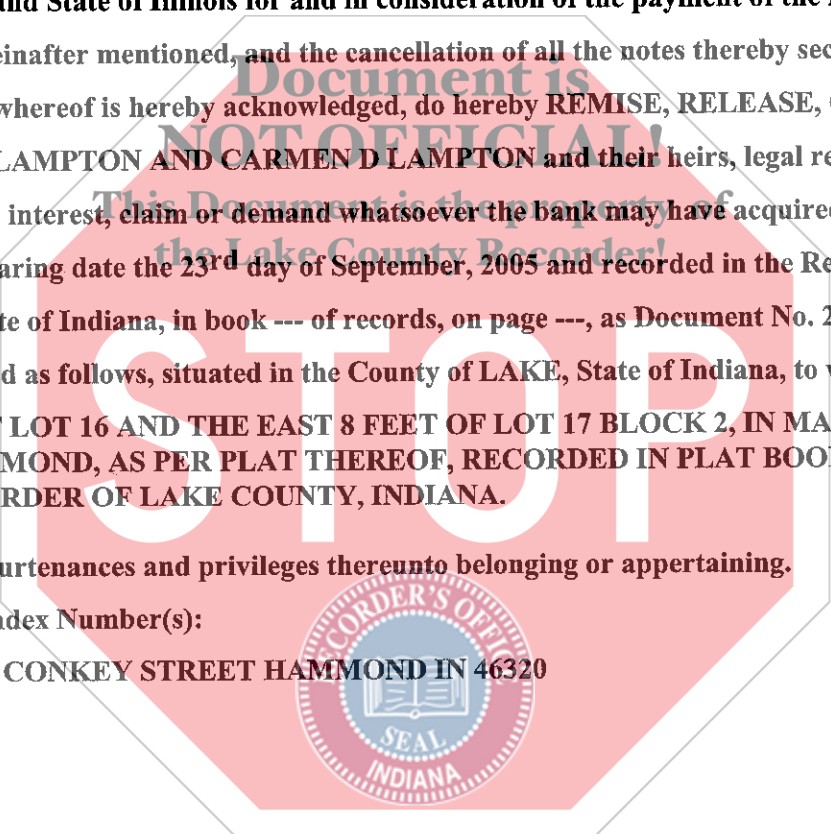 and State of Illinois for and in consideration of the payment of the
einafter mentioned, and the cancellation of all the notes thereby sec
Document is
whereof is hereby acknowledged, do hereby REMISE, RELEASE,
NOT OFFICIAL!
LAMPTON AND CARMEN D LAMPTON and their heirs, legal re
This Document is the property of
interest, claim or demand whatsoever the bank may have acquired
the Lake County Recorder!
aring date the 23rd day of September, 2005 and recorded in the Re
te of Indiana, in book --- of records, on page ---, as Document No. 2
d as follows, situated in the County of LAKE, State of Indiana, to
STOP
LOT 16 AND THE EAST 8 FEET OF LOT 17 BLOCK 2, IN MA
MOND, AS PER PLAT THEREOF, RECORDED IN PLAT BOO
RDER OF LAKE COUNTY, INDIANA.
urtenances and privileges thereunto belonging or appertaining.
ndex Number(s):
CONKEY STREET HAMMOND IN 46320
RECORDER'S OFFICE
SEAL
INDIANA